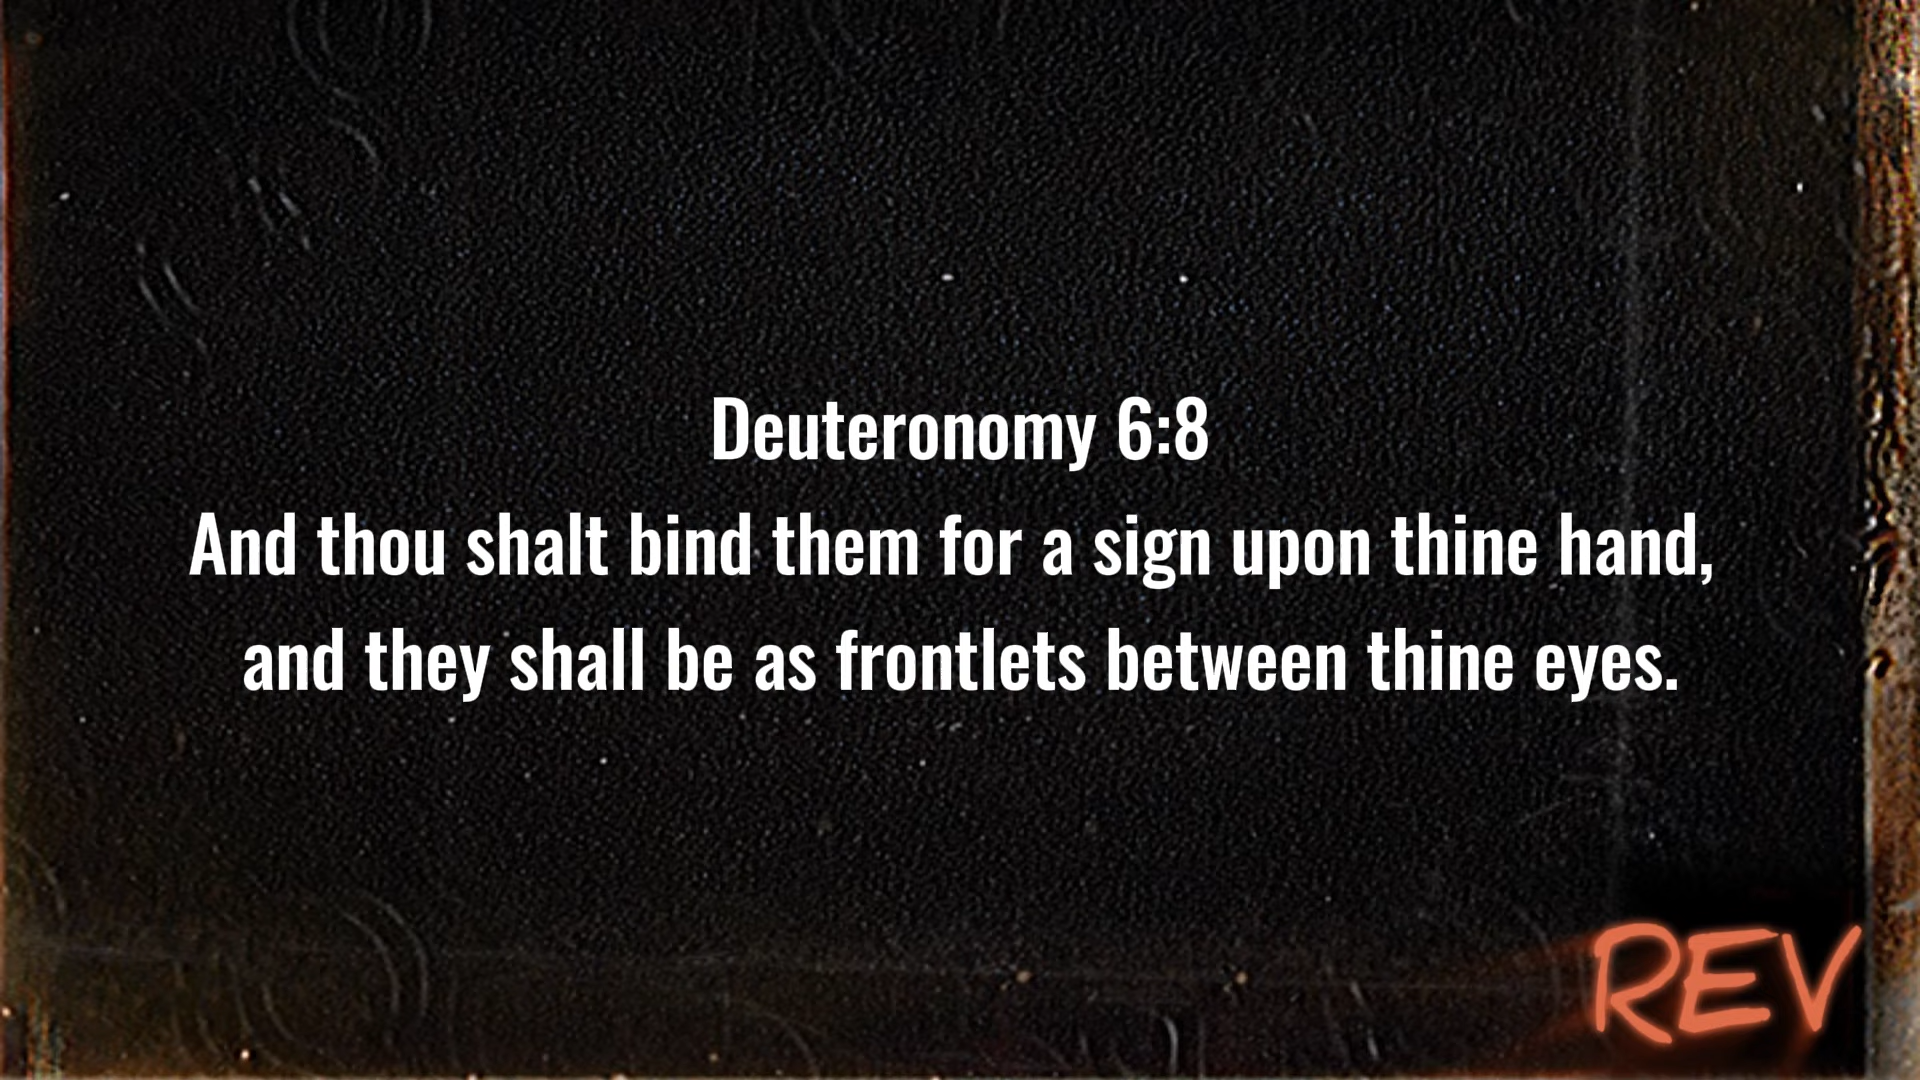 Deuteronomy 6:8
And thou shalt bind them for a sign upon thine hand,
and they shall be as frontlets between thine eyes.
REV